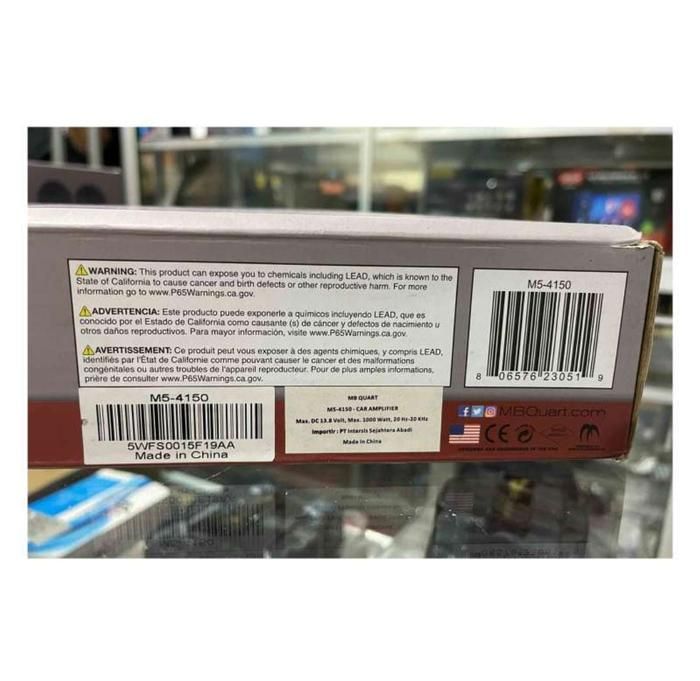 WARNING: This product can expose you to chemicals including LEAD, which is known to the
State of California to cause cancer and birth defects or other reproductive harm. For more
information go to www.P65Warnings.ca.gov.
ADVERTENCIA: Este producto puede exponerle a químicos incluyendo LEAD, que es
conocido por el Estado de California como causante (s) de cáncer y defectos de nacimiento u
otros daños reproductivos. Para mayor información, visite www.P65Warnings.ca.gov.
AVERTISSEMENT: Ce produit peut vous exposer à des agents chimiques, y compris LEAD,
identifiés par l'État de Californie comme pouvant causer le cancer et des malformations
congénitales ou autres troubles de l'appareil reproducteur. Pour de plus amples informations,
prière de consulter www.P65Warnings.ca.gov.
M5-4150
8 06576 23051 9
M5-4150
5WFS0015F19AA
Made in China
MB QUART
M5-4150 - CAR AMPLIFIER
Max. DC 13.8 Volt, Max. 1000 Watt, 20 Hz-20 KHz
Importir : PT Intersis Sejahtera Abadi
Made in China
MBQuart.com
CE
DESIGNED AND ENGINEERED IN THE USA